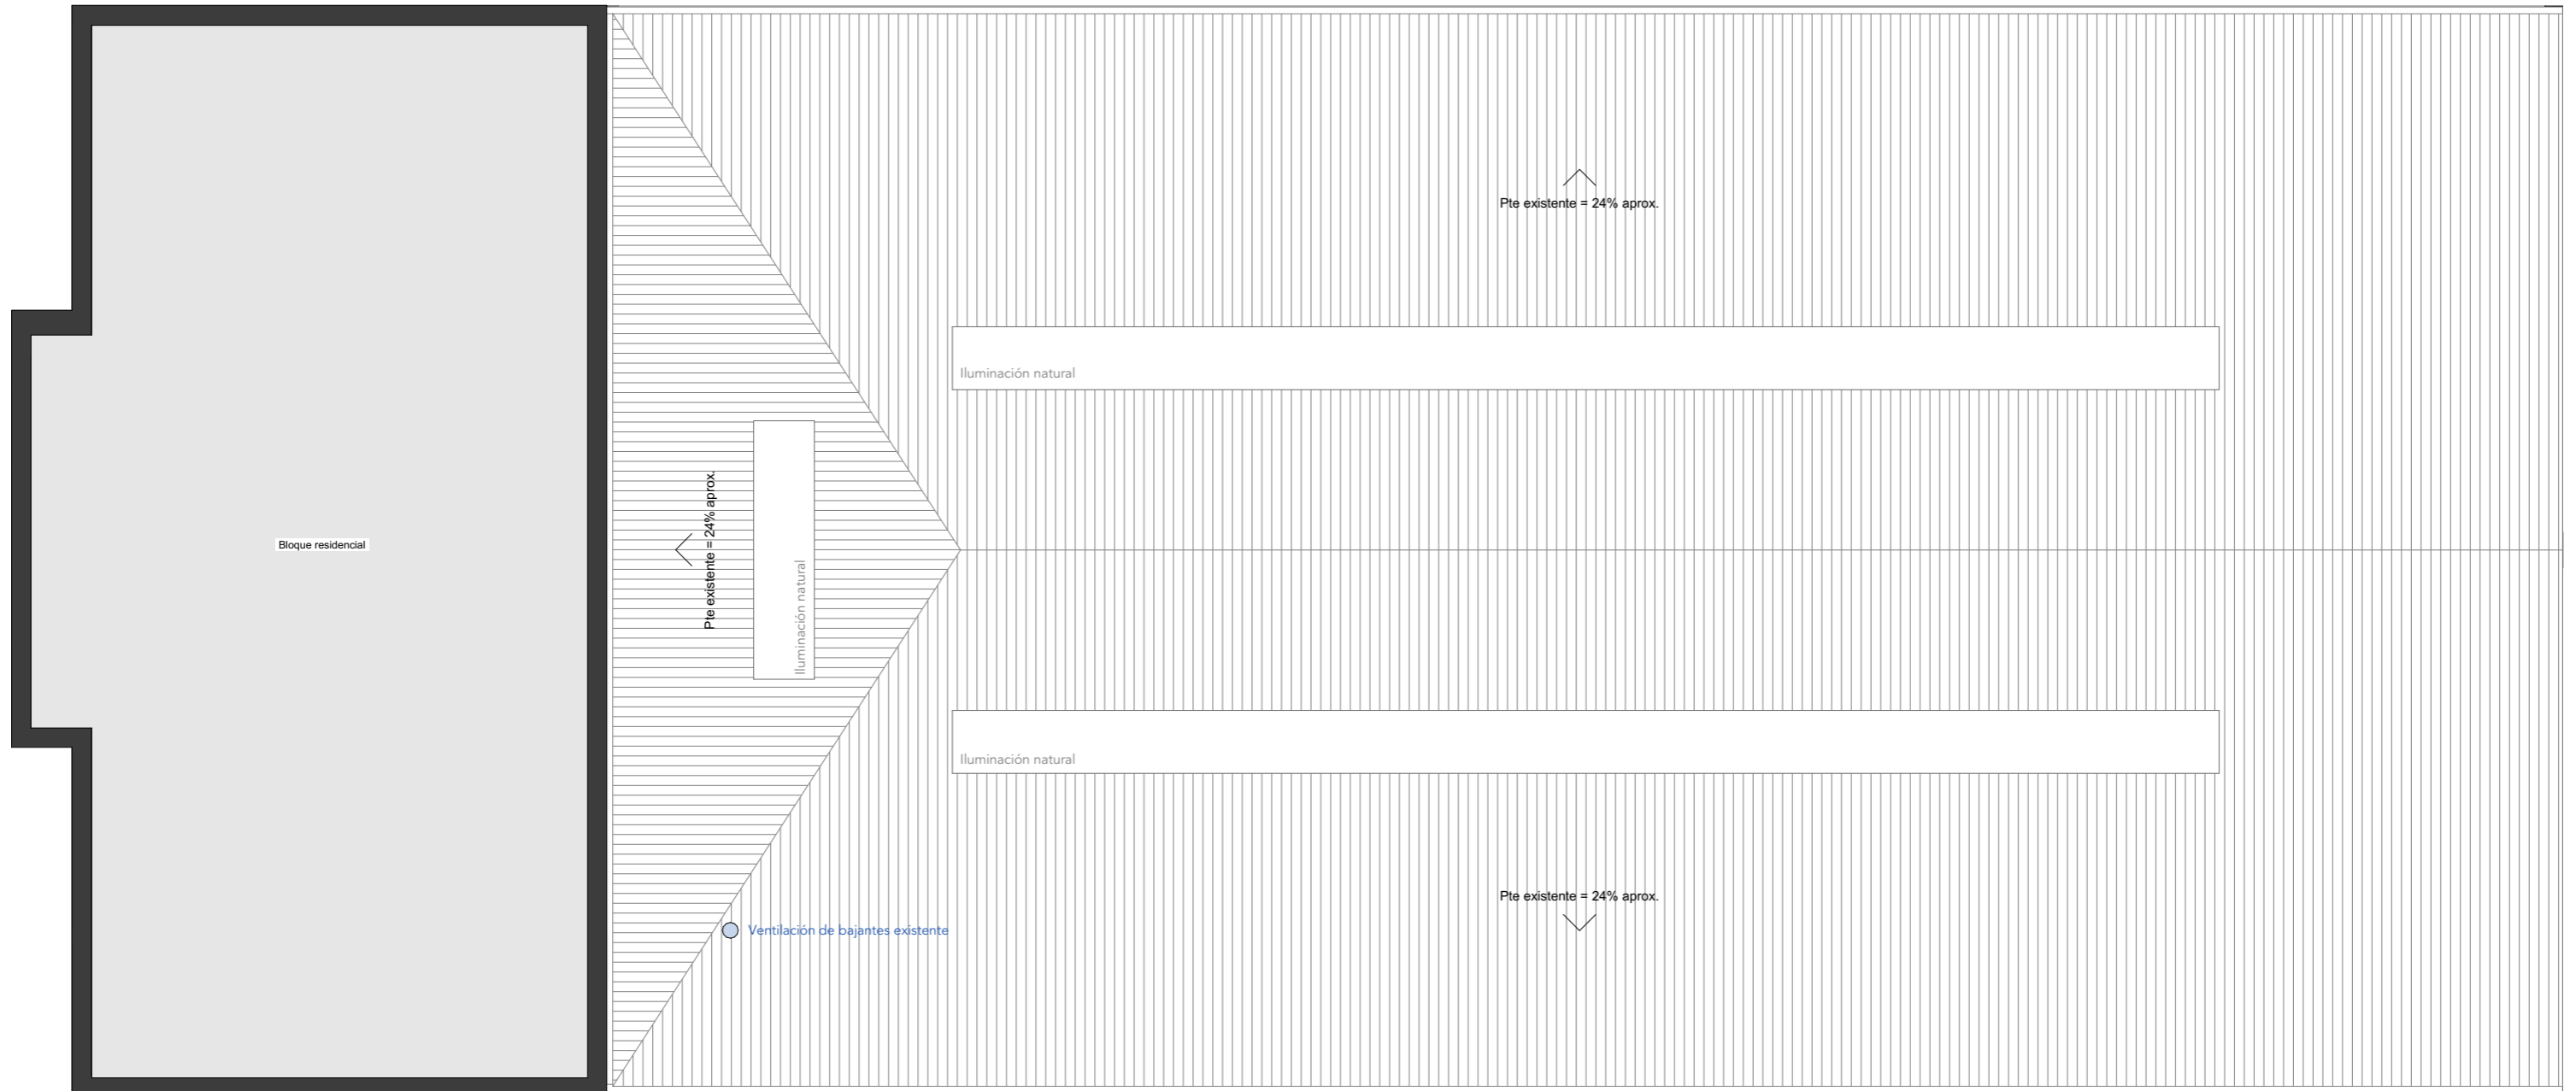 Pte existente = 24% aprox.
Iluminación natural
Pte existente = 24% aprox.
Iluminación natural
Bloque residencial
Iluminación natural
Pte existente = 24% aprox.
Ventilación de bajantes existente